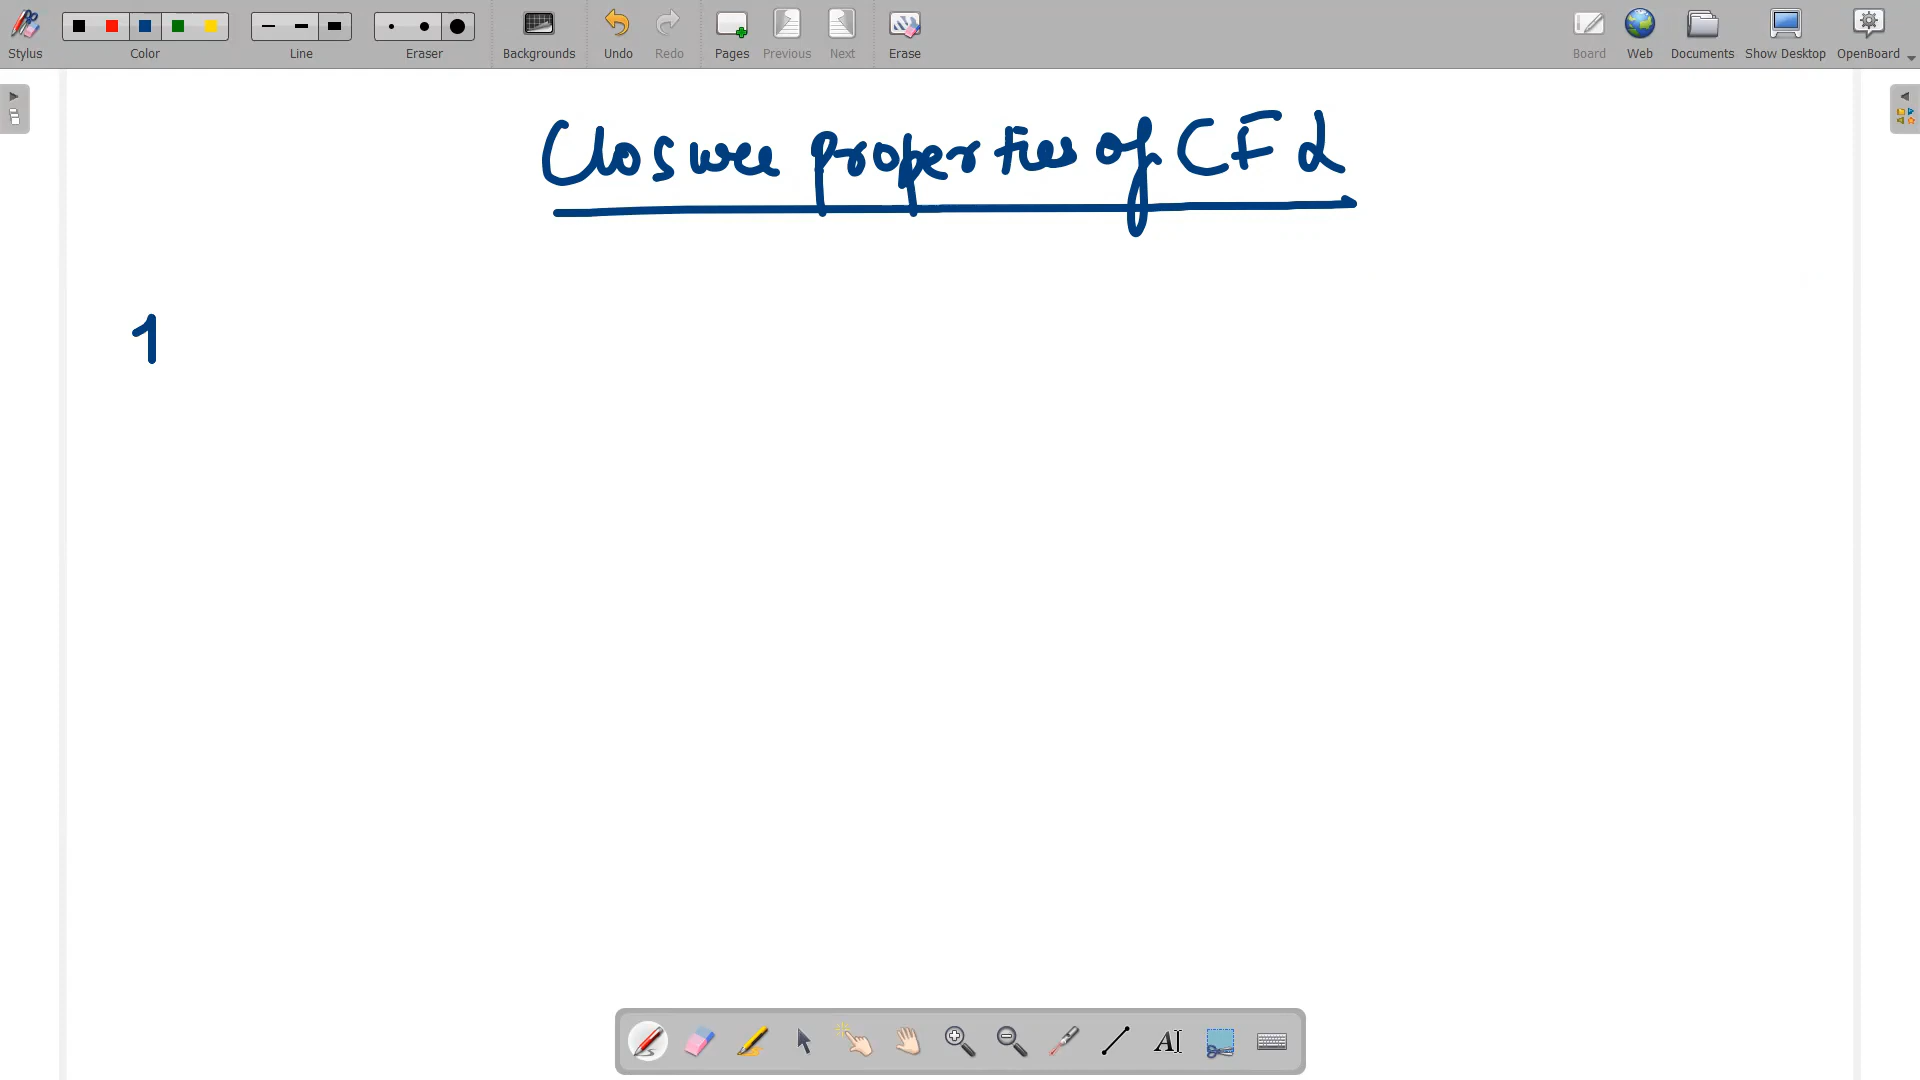 Stylus Color Line Eraser Backgrounds Undo Redo Pages Previous Next Erase Board Web Documents Show Desktop OpenBoard
Closure properties of CFL
1